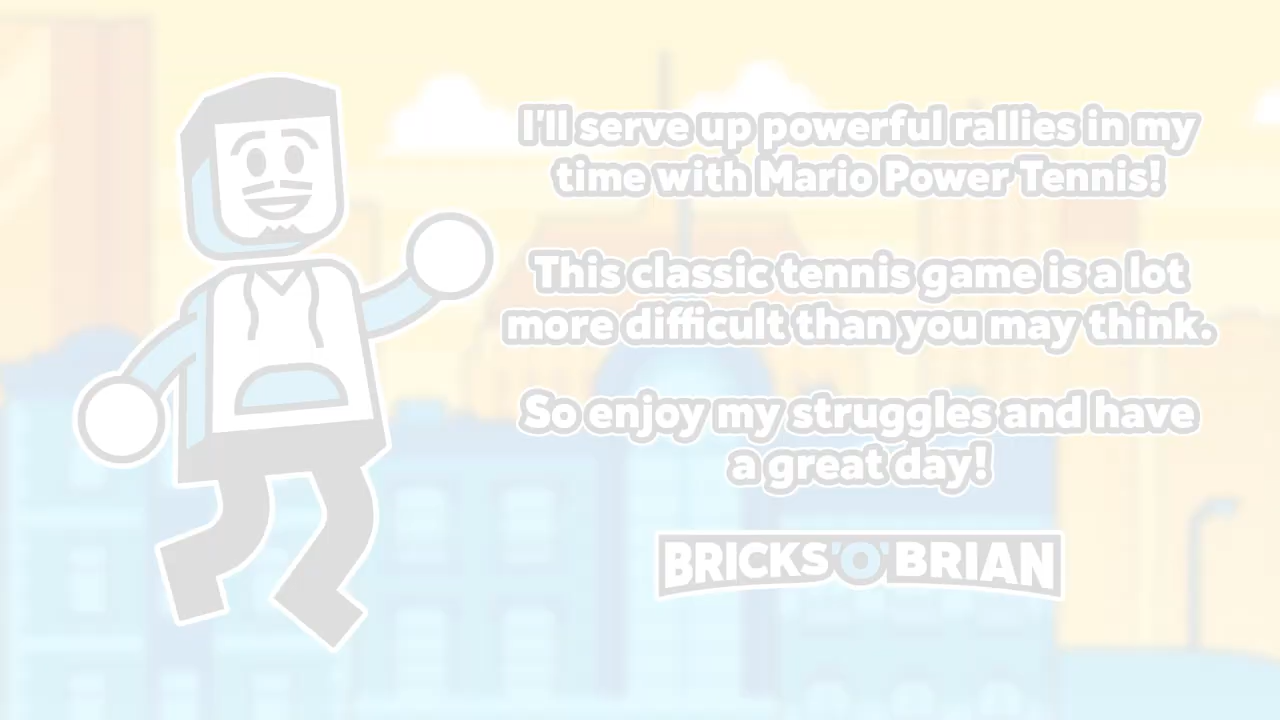 I'll serve up powerful rallies in my
time with Mario Power Tennis!
This classic tennis game is a lot
more difficult than you may think.
So enjoy my struggles and have
a great day!
BRICKS'O'BRIAN